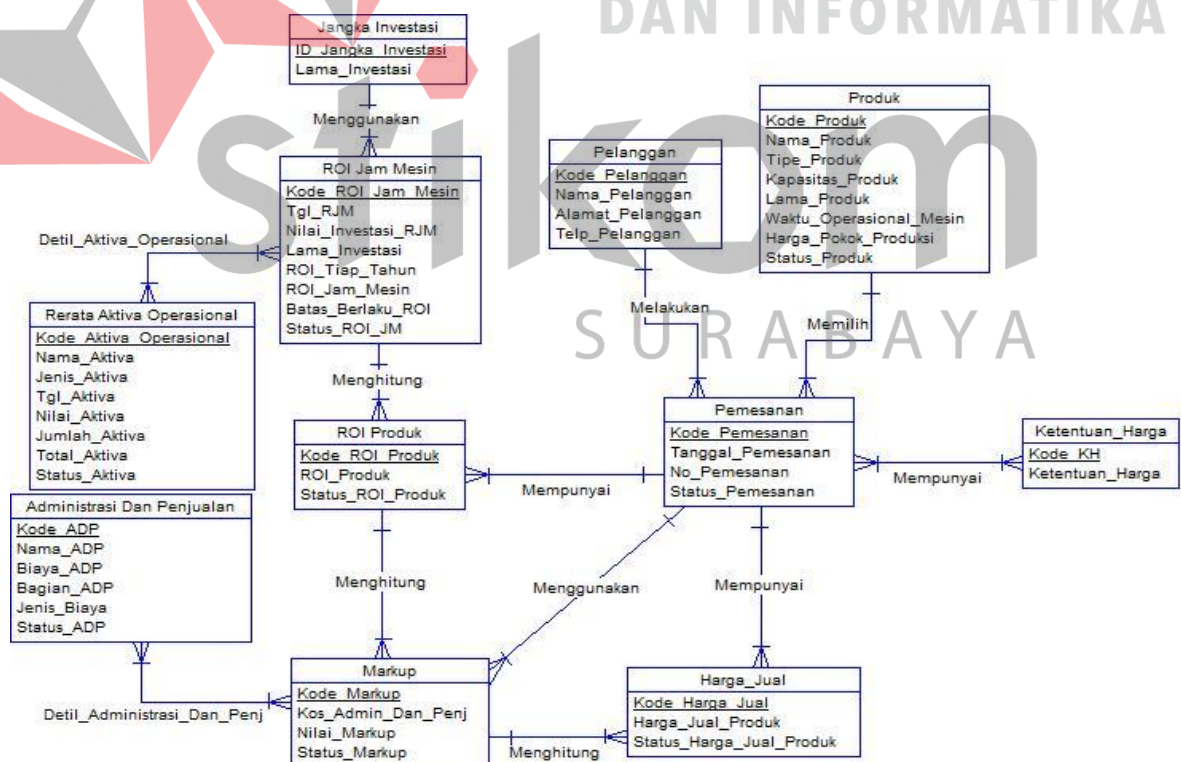 DAN INFORMATIKA
stikom
SURABAYA
Jangka Investasi
ID_Jangka_Investasi
Lama_Investasi
Menggunakan
ROI Jam Mesin
Kode_ROI_Jam_Mesin
Tgl_RJM
Nilai_Investasi_RJM
Lama_Investasi
ROI_Tiap_Tahun
ROI_Jam_Mesin
Batas_Berlaku_ROI
Status_ROI_JM
Detil_Aktiva_Operasional
Rerata Aktiva Operasional
Kode_Aktiva_Operasional
Nama_Aktiva
Jenis_Aktiva
Tgl_Aktiva
Nilai_Aktiva
Jumlah_Aktiva
Total_Aktiva
Status_Aktiva
Pelanggan
Kode_Pelanggan
Nama_Pelanggan
Alamat_Pelanggan
Telp_Pelanggan
Melakukan
Produk
Kode_Produk
Nama_Produk
Tipe_Produk
Kapasitas_Produk
Lama_Produk
Waktu_Operasional_Mesin
Harga_Pokok_Produksi
Status_Produk
Memilih
Menghitung
ROI Produk
Kode_ROI_Produk
ROI_Produk
Status_ROI_Produk
Mempunyai
Pemesanan
Kode_Pemesanan
Tanggal_Pemesanan
No_Pemesanan
Status_Pemesanan
Mempunyai
Ketentuan_Harga
Kode_KH
Ketentuan_Harga
Administrasi Dan Penjualan
Kode_ADP
Nama_ADP
Biaya_ADP
Bagian_ADP
Jenis_Biaya
Status_ADP
Menghitung
Menggunakan
Mempunyai
Detil_Administrasi_Dan_Penj
Markup
Kode_Markup
Kos_Admin_Dan_Penj
Nilai_Markup
Status_Markup
Menghitung
Harga_Jual
Kode_Harga_Jual
Harga_Jual_Produk
Status_Harga_Jual_Produk